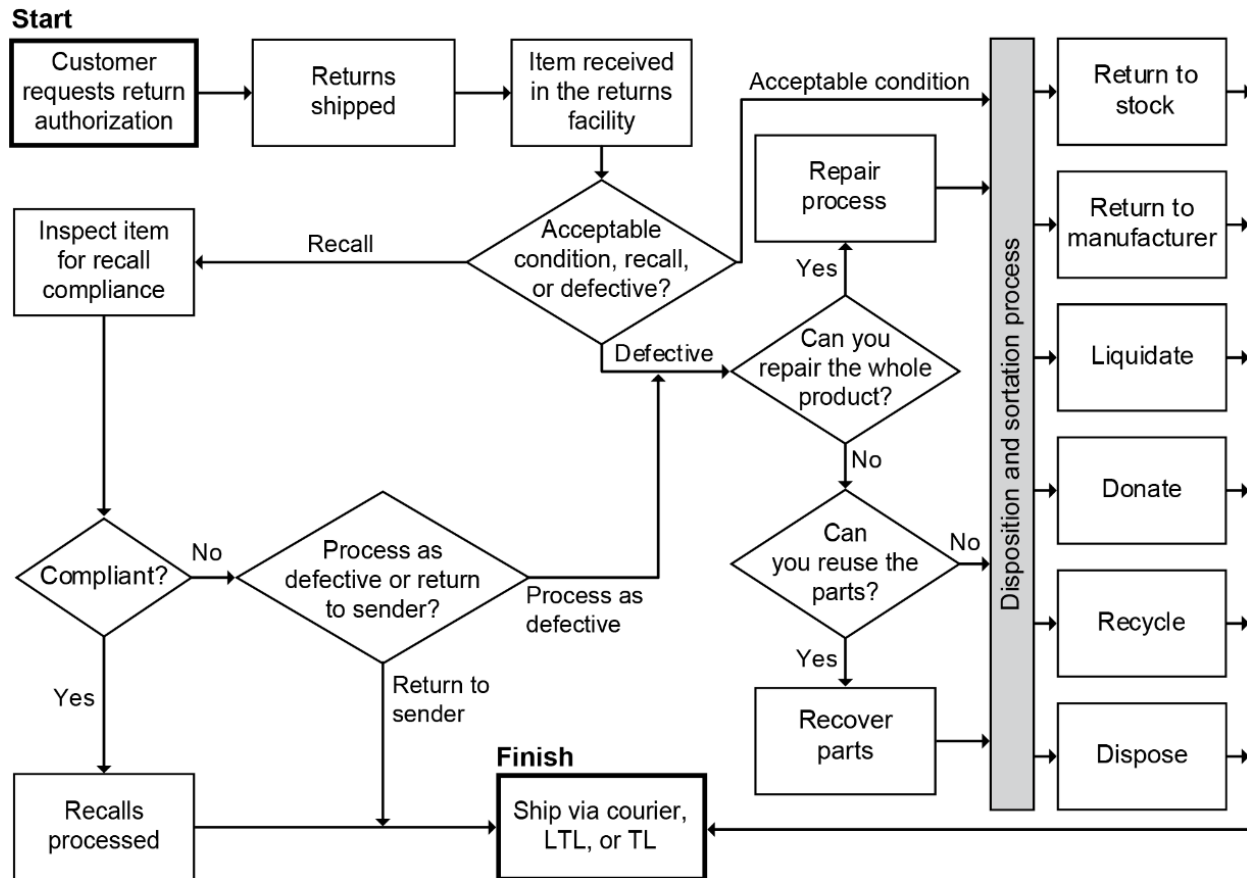 Start
Customer
requests return
authorization
Returns
shipped
Item received
in the returns
facility
Acceptable condition
Return to
stock
Repair
process
Return to
manufacturer
Inspect item
for recall
compliance
Recall
Acceptable
condition, recall,
or defective?
Yes
Defective
Can you
repair the whole
product?
Liquidate
Disposition and sortation process
No
Donate
Compliant?
No
Process as
defective or return
to sender?
Process as
defective
Can
you reuse the
parts?
No
Recycle
Yes
Yes
Return to
sender
Recover
parts
Dispose
Recalls
processed
Finish
Ship via courier,
LTL, or TL